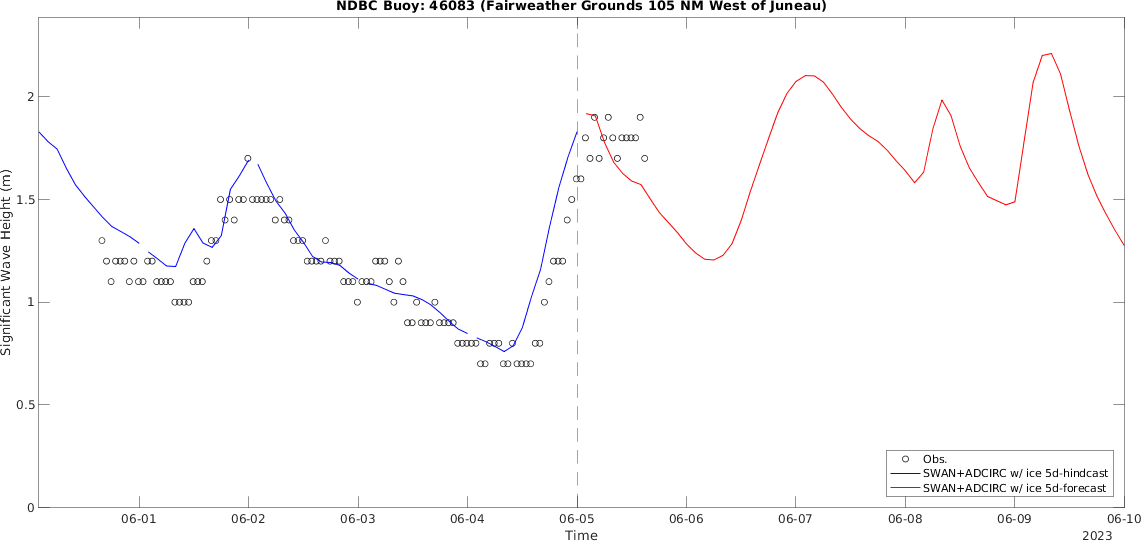 NDBC Buoy: 46083 (Fairweather Grounds 105 NM West of Juneau)
Significant Wave Height (m)
2
1.5
1
0.5
0
Obs.
SWAN+ADCIRC w/ ice 5d-hindcast
SWAN+ADCIRC w/ ice 5d-forecast
06-01 06-02 06-03 06-04 06-05 06-06 06-07 06-08 06-09 06-10
Time
2023